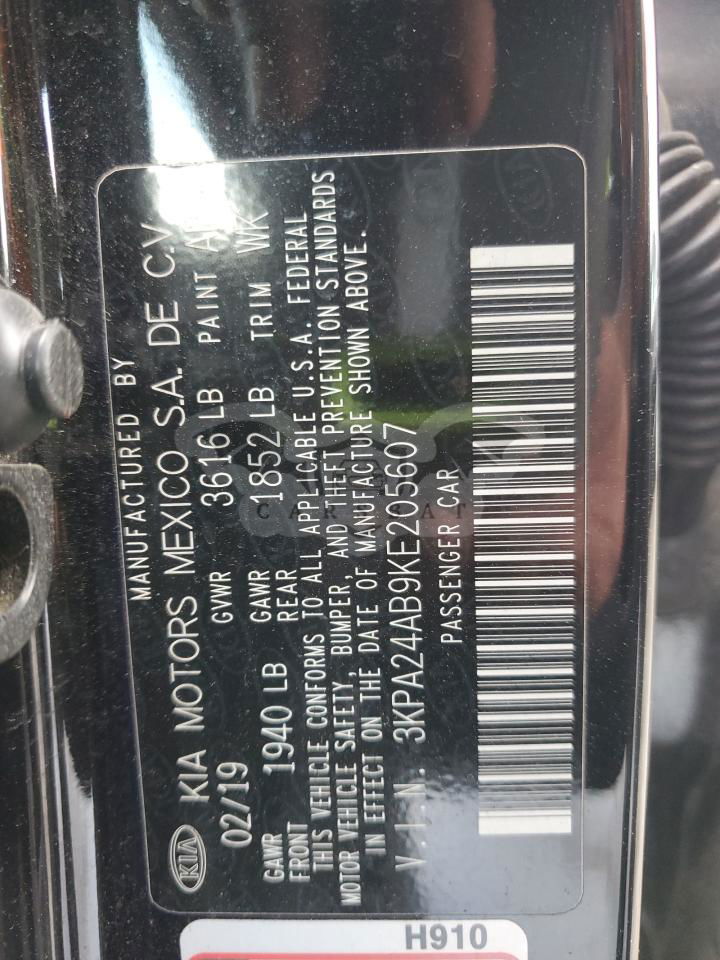 MANUFACTURED BY
KIA KIA MOTORS MEXICO S.A. DE C.V.
02/19 GVWR 3616 LB PAINT
GAWR FRONT 1940 LB GAWR REAR 1852 LB TRIM WK
THIS VEHICLE CONFORMS TO ALL APPLICABLE U.S.A. FEDERAL
MOTOR VEHICLE SAFETY, BUMPER, AND THEFT PREVENTION STANDARDS
IN EFFECT ON THE DATE OF MANUFACTURE SHOWN ABOVE.
V.I.N. 3KPA24AB9KE205607
PASSENGER CAR
H910